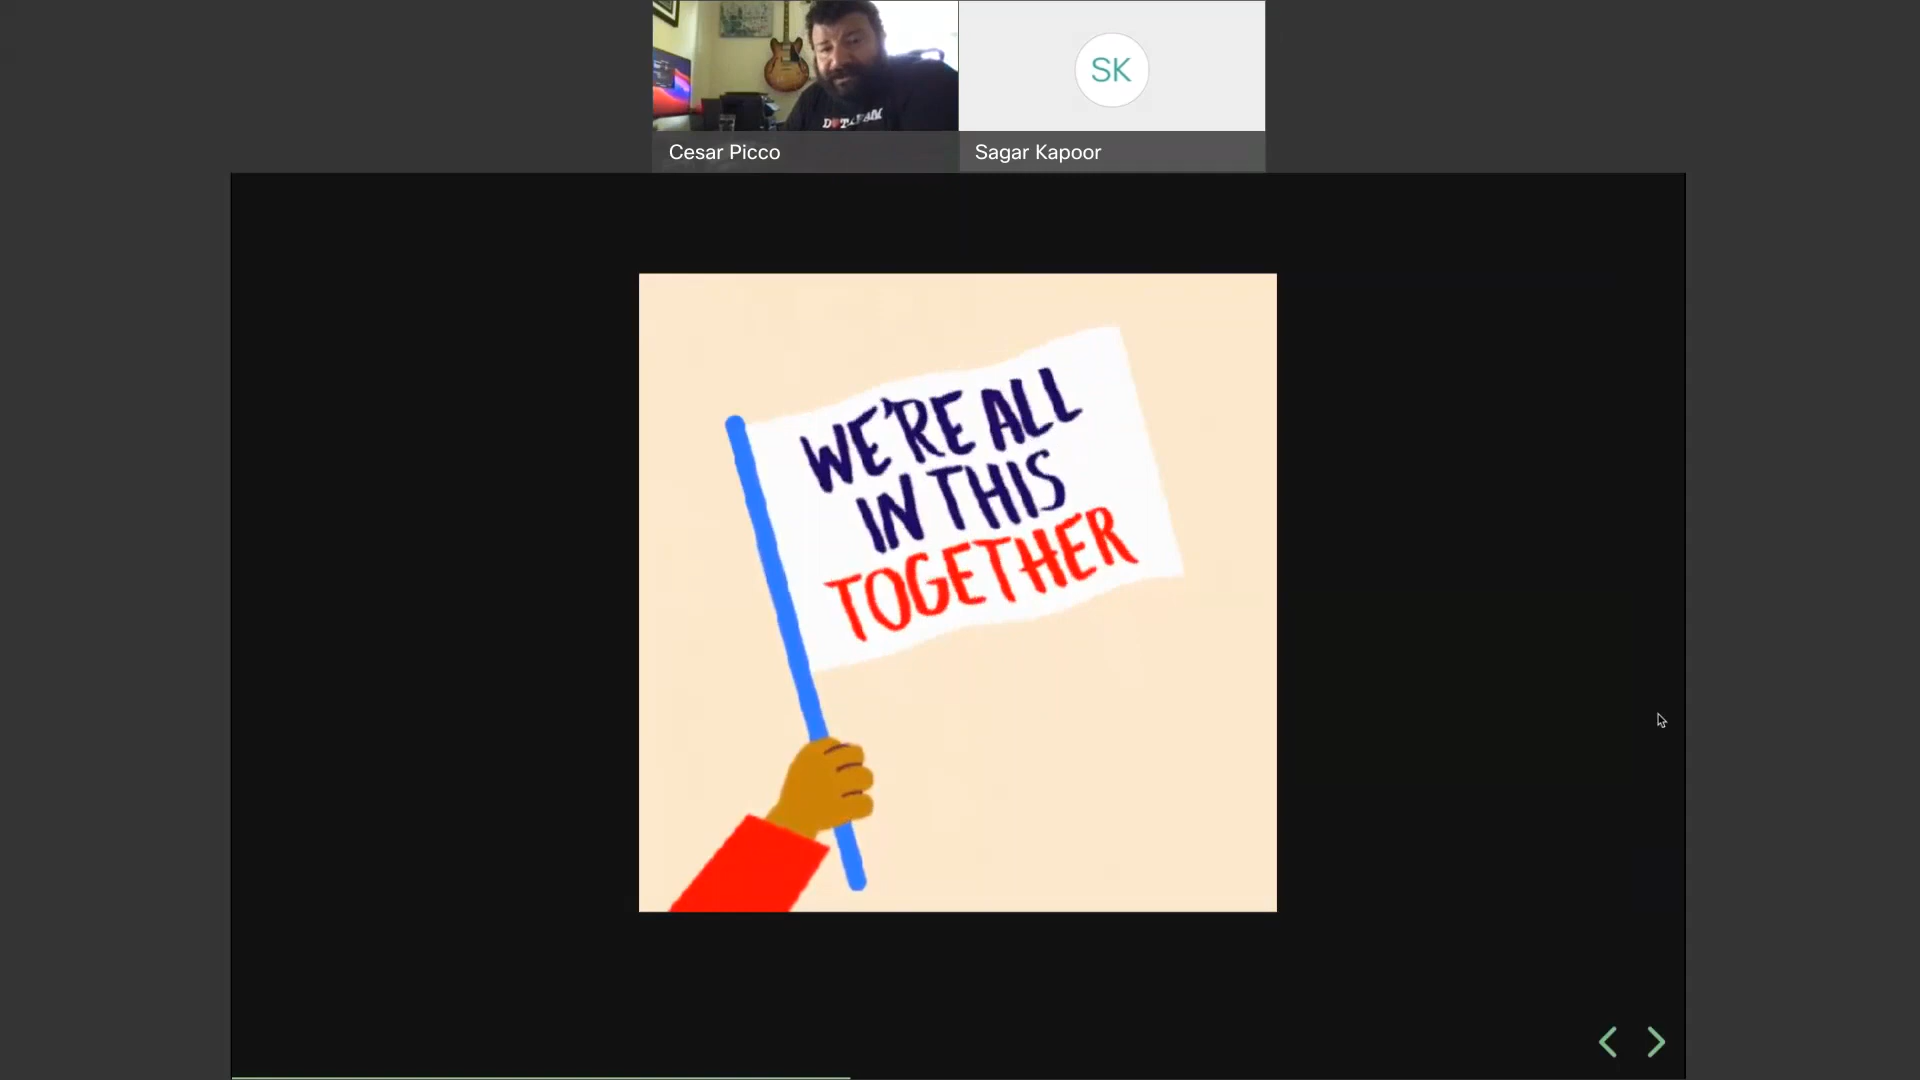 SK
Cesar Picco
Sagar Kapoor
WE'RE ALL
IN THIS
TOGETHER